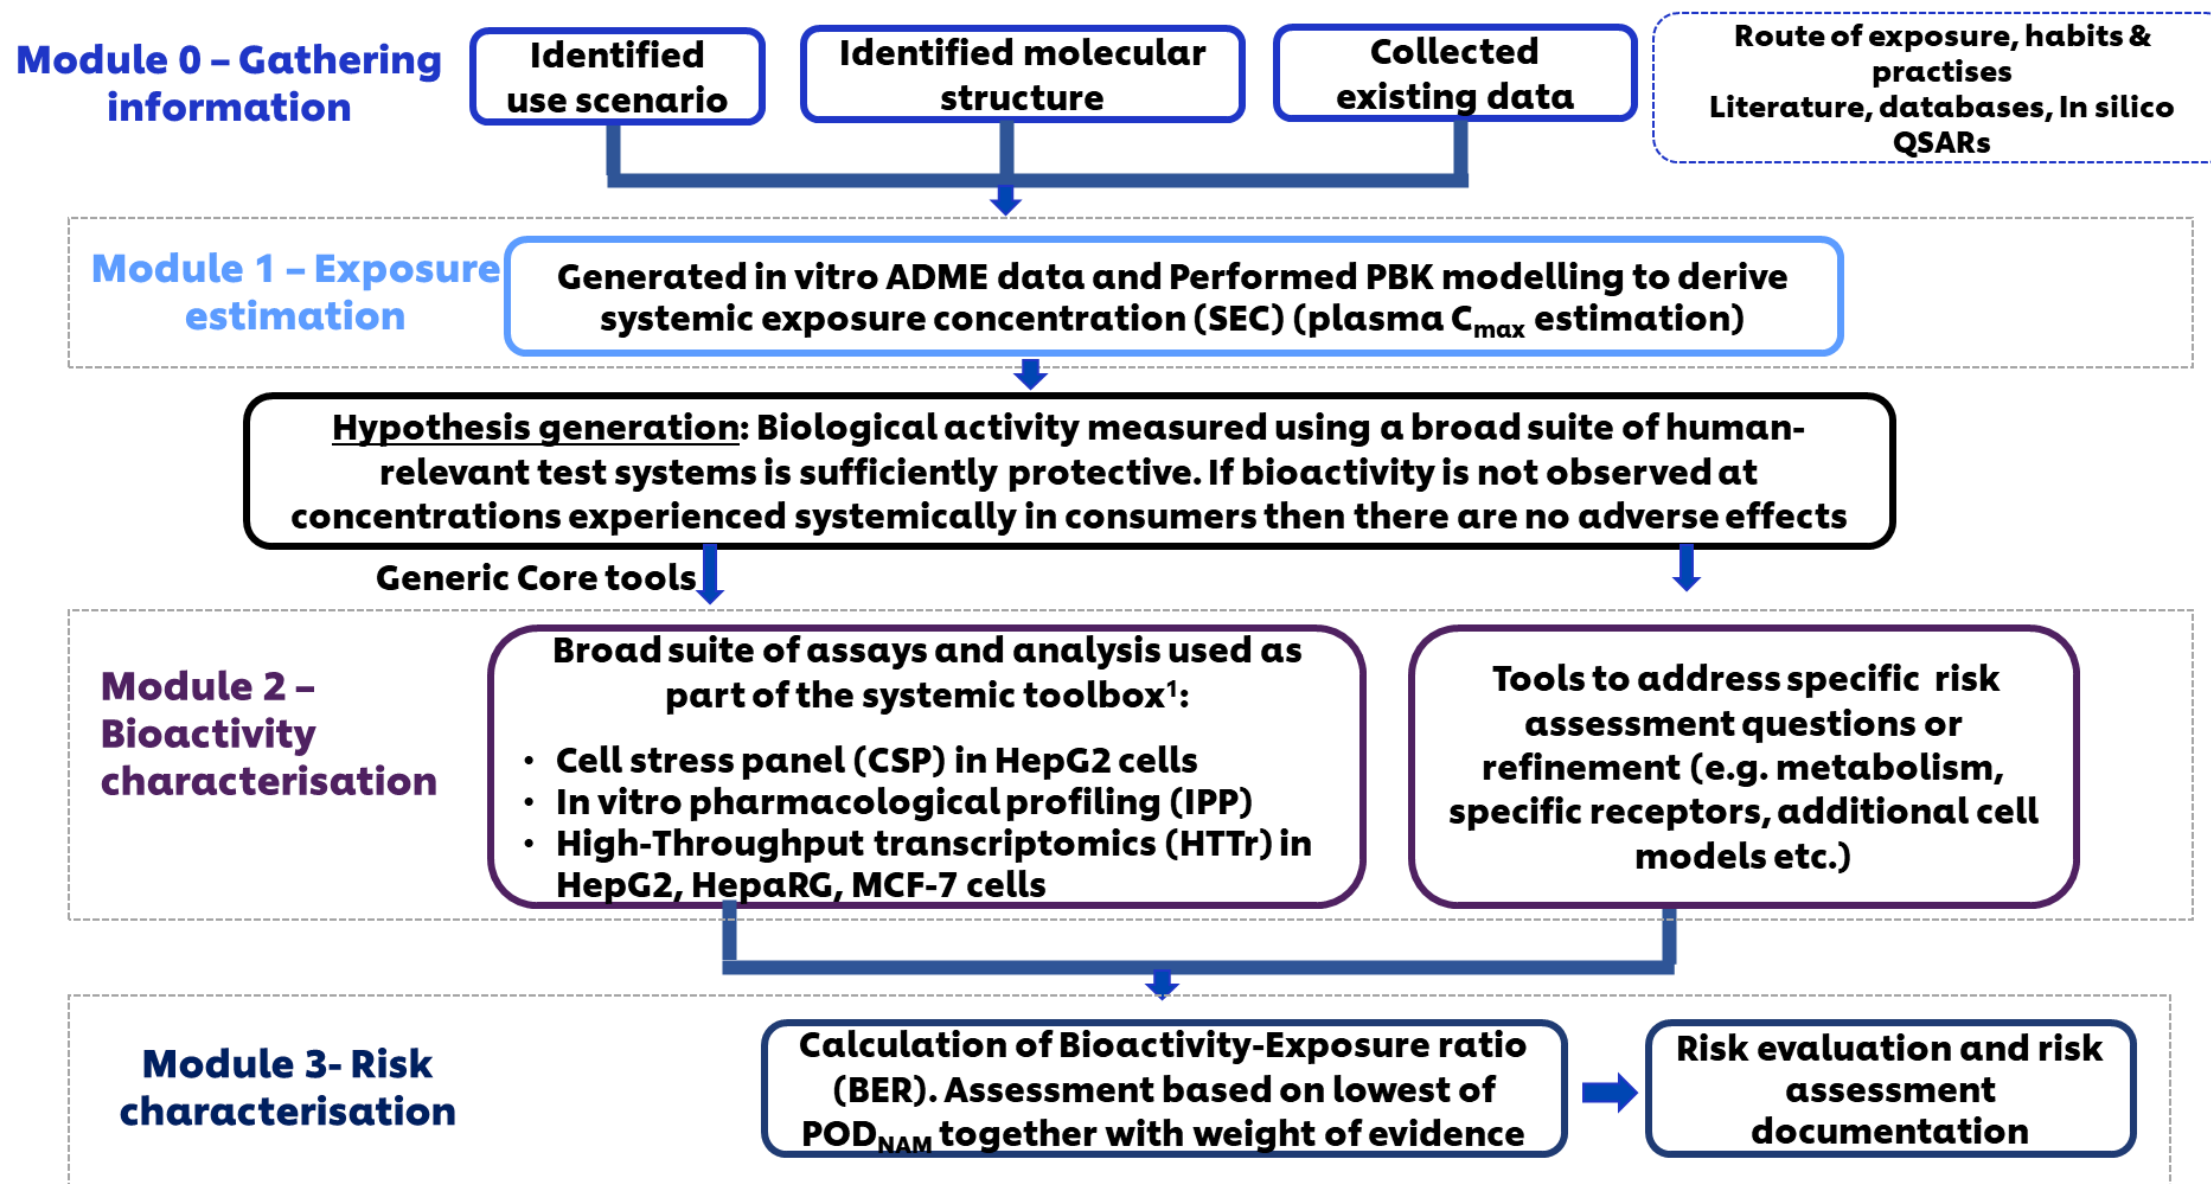 Module 0 – Gathering
information
Identified
use scenario
Identified molecular
structure
Collected
existing data
Route of exposure, habits &
practises
Literature, databases, In silico
QSARs
Module 1 – Exposure
estimation
Generated in vitro ADME data and Performed PBK modelling to derive
systemic exposure concentration (SEC) (plasma Cmax estimation)
Hypothesis generation: Biological activity measured using a broad suite of human-
relevant test systems is sufficiently protective. If bioactivity is not observed at
concentrations experienced systemically in consumers then there are no adverse effects
Generic Core tools
Module 2 –
Bioactivity
characterisation
Broad suite of assays and analysis used as
part of the systemic toolbox¹:
• Cell stress panel (CSP) in HepG2 cells
• In vitro pharmacological profiling (IPP)
• High-Throughput transcriptomics (HTTr) in
HepG2, HepaRG, MCF-7 cells
Tools to address specific risk
assessment questions or
refinement (e.g. metabolism,
specific receptors, additional cell
models etc.)
Module 3- Risk
characterisation
Calculation of Bioactivity-Exposure ratio
(BER). Assessment based on lowest of
PODNAM together with weight of evidence
Risk evaluation and risk
assessment
documentation